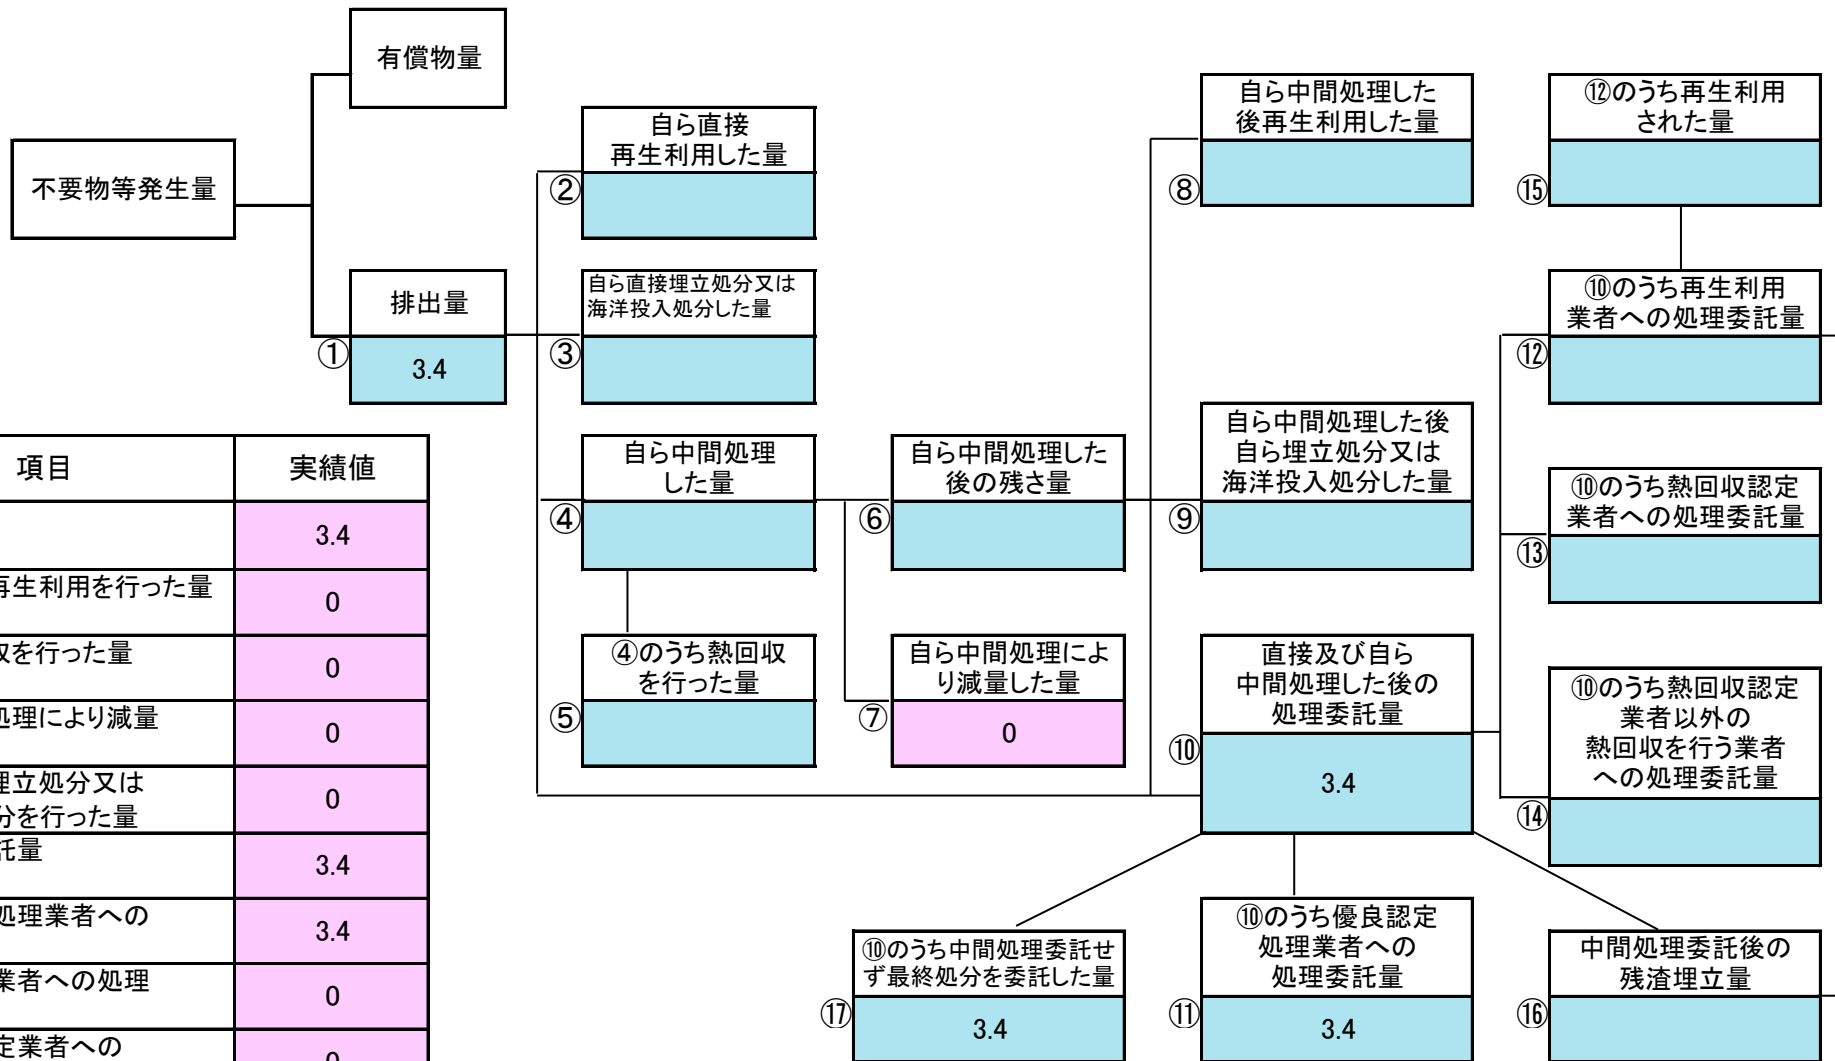 有償物量
不要物等発生量
排出量
①
3.4
自ら直接
再生利用した量
②
自ら直接埋立処分又は
海洋投入処分した量
③
自ら中間処理
した量
④
④のうち熱回収
を行った量
⑤
自ら中間処理した
後の残さ量
⑥
自ら中間処理によ
り減量した量
⑦
0
自ら中間処理した
後再生利用した量
⑧
自ら中間処理した後
自ら埋立処分又は
海洋投入処分した量
⑨
直接及び自ら
中間処理した後の
処理委託量
⑩
3.4
⑫のうち再生利用
された量
⑮
⑩のうち再生利用
業者への処理委託量
⑫
⑩のうち熱回収認定
業者への処理委託量
⑬
⑩のうち熱回収認定
業者以外の
熱回収を行う業者
への処理委託量
⑭
⑩のうち中間処理委託せ
ず最終処分を委託した量
⑰
3.4
⑩のうち優良認定
処理業者への
処理委託量
⑪
3.4
中間処理委託後の
残渣埋立量
⑯
項目
実績値
3.4
再生利用を行った量
0
収を行った量
0
処理により減量
0
埋立処分又は
分を行った量
0
託量
3.4
処理業者への
3.4
業者への処理
0
定業者への
0